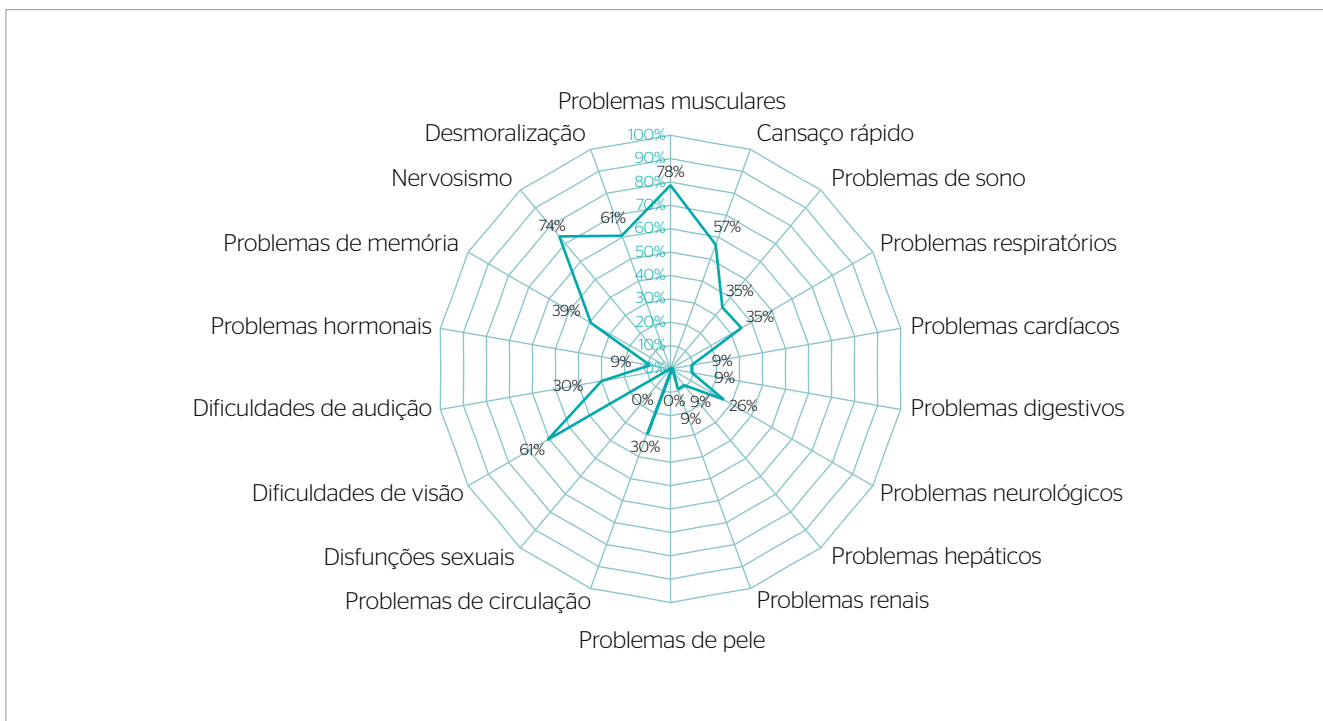 Problemas musculares
Desmoralização
100%
Cansaço rápido
90%
Nervosismo
78%
Problemas de sono
80%
70%
61%
74%
57%
60%
Problemas de memória
Problemas respiratórios
50%
40%
35%
30%
39%
35%
20%
Problemas hormonais
Problemas cardíacos
10%
9%
9%
0%
9%
30%
0%
0%
9%
26%
Dificuldades de audição
Problemas digestivos
9%
30%
61%
Dificuldades de visão
Problemas neurológicos
Disfunções sexuais
Problemas hepáticos
Problemas de circulação
Problemas renais
Problemas de pele